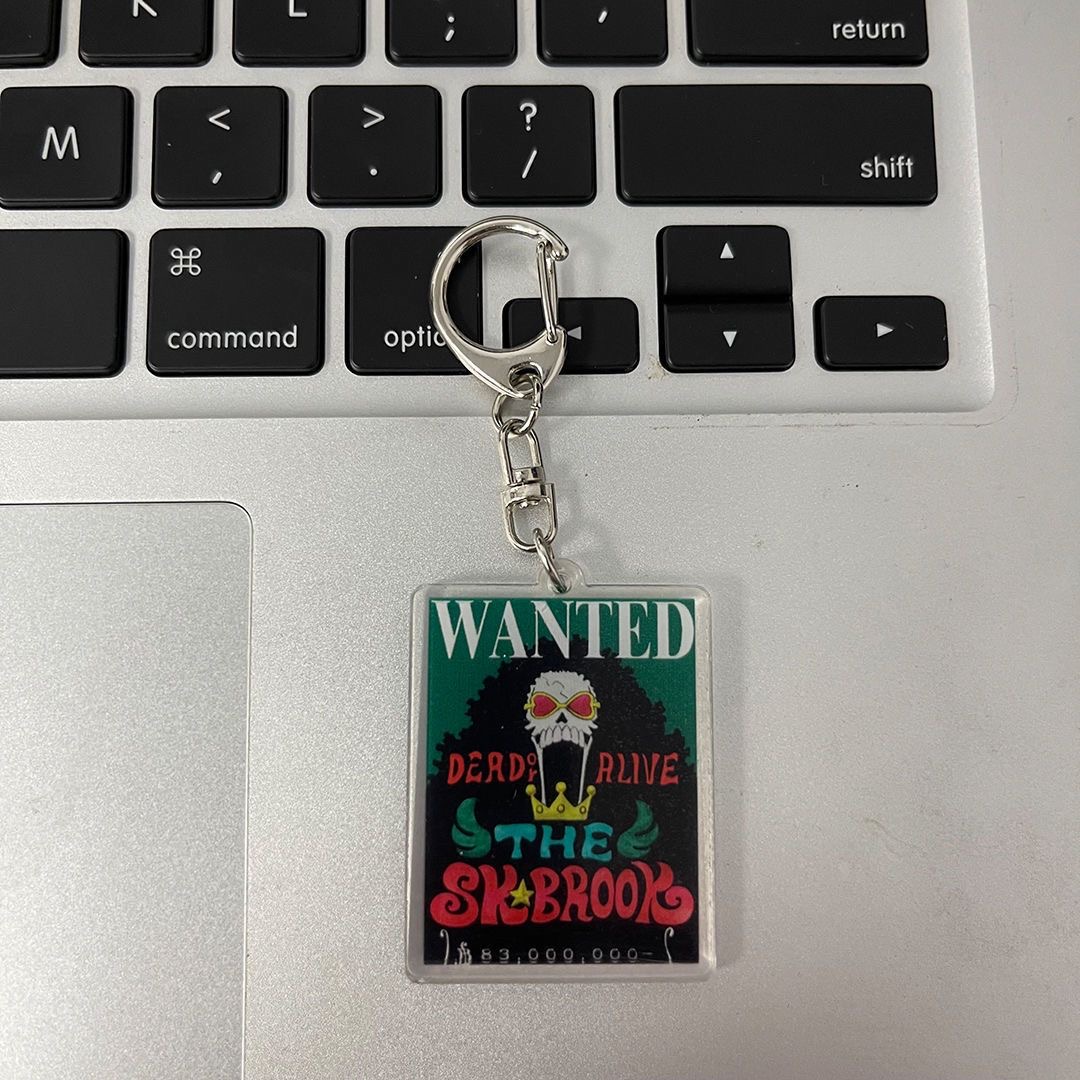 K L ; ,
return
M < , > . ? /
shift
⌘
command
optio
WANTED
DEAD or ALIVE
THE
SK★BROOK
83,000,000-